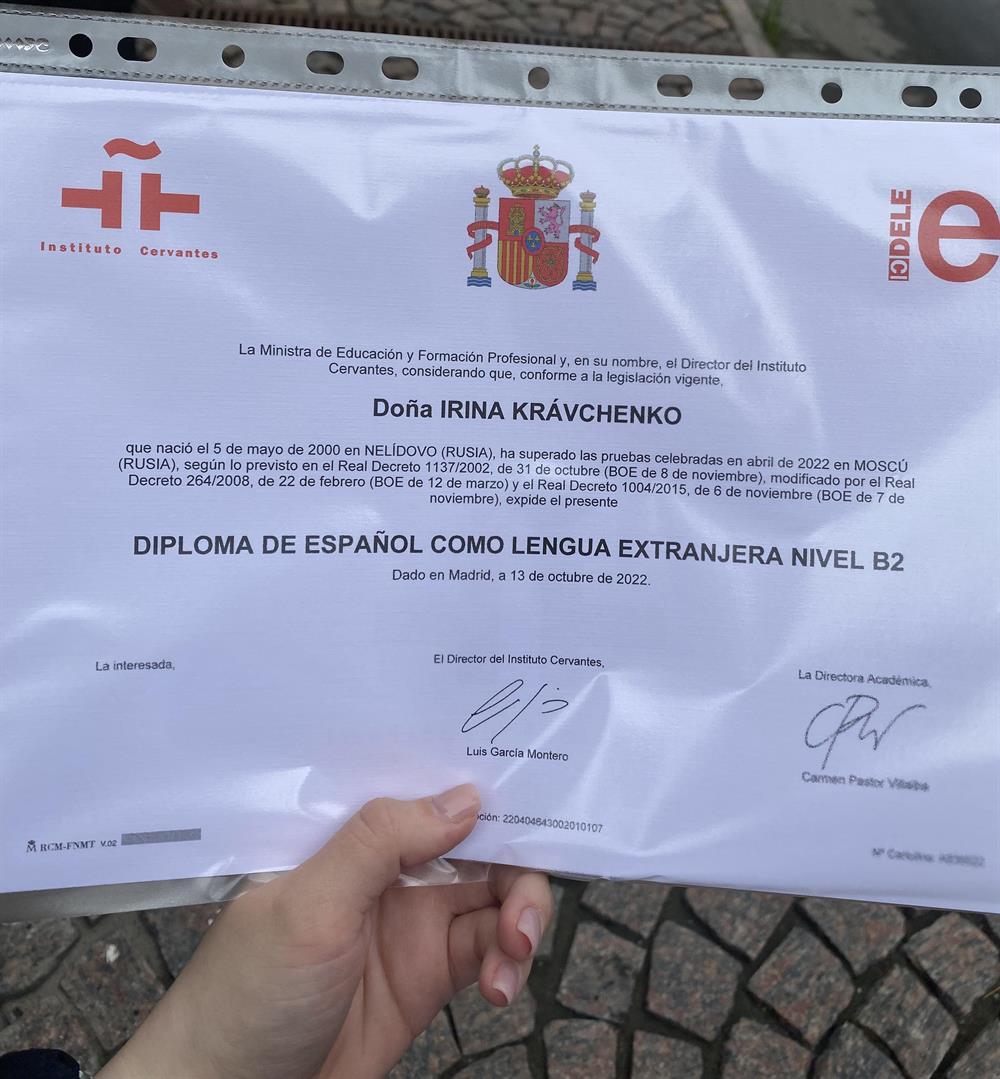 Instituto Cervantes
DELE
e
La Ministra de Educación y Formación Profesional y, en su nombre, el Director del Instituto
Cervantes, considerando que, conforme a la legislación vigente,
Doña IRINA KRÁVCHENKO
que nació el 5 de mayo de 2000 en NELÍDOVO (RUSIA), ha superado las pruebas celebradas en abril de 2022 en MOSCÚ
(RUSIA), según lo previsto en el Real Decreto 1137/2002, de 31 de octubre (BOE de 8 de noviembre), modificado por el Real
Decreto 264/2008, de 22 de febrero (BOE de 12 de marzo) y el Real Decreto 1004/2015, de 6 de noviembre (BOE de 7 de
noviembre), expide el presente
DIPLOMA DE ESPAÑOL COMO LENGUA EXTRANJERA NIVEL B2
Dado en Madrid, a 13 de octubre de 2022.
La interesada,
El Director del Instituto Cervantes,
La Directora Académica,
Luis García Montero
Carmen Pastor Villalba
pción: 220404643002010107
RCM-FNMT V.02
Nº Cartulina: